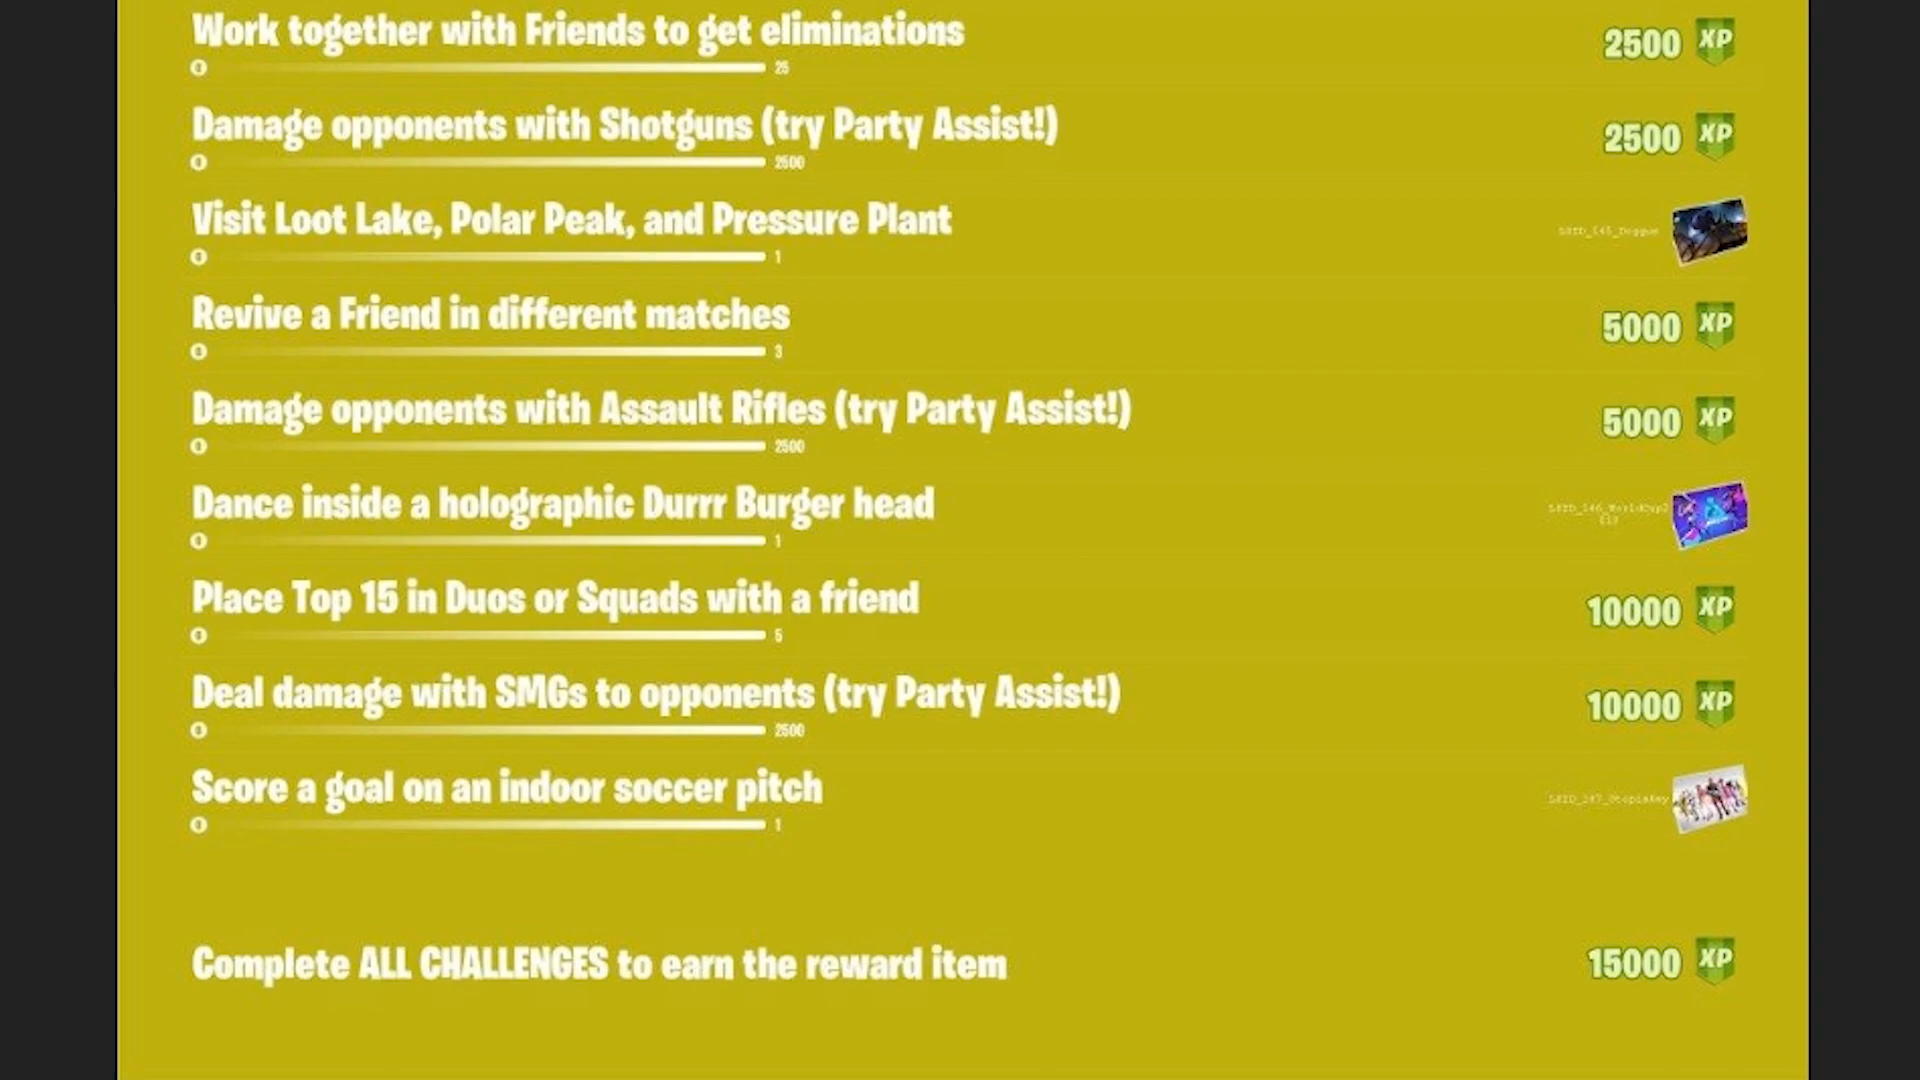 Work together with Friends to get eliminations
2500 XP
0 25
Damage opponents with Shotguns (try Party Assist!)
2500 XP
0 2500
Visit Loot Lake, Polar Peak, and Pressure Plant
0 1
Revive a Friend in different matches
5000 XP
0 3
Damage opponents with Assault Rifles (try Party Assist!)
5000 XP
0 2500
Dance inside a holographic Durrr Burger head
0 1
Place Top 15 in Duos or Squads with a friend
10000 XP
0 5
Deal damage with SMGs to opponents (try Party Assist!)
10000 XP
0 2500
Score a goal on an indoor soccer pitch
0 1
Complete ALL CHALLENGES to earn the reward item
15000 XP